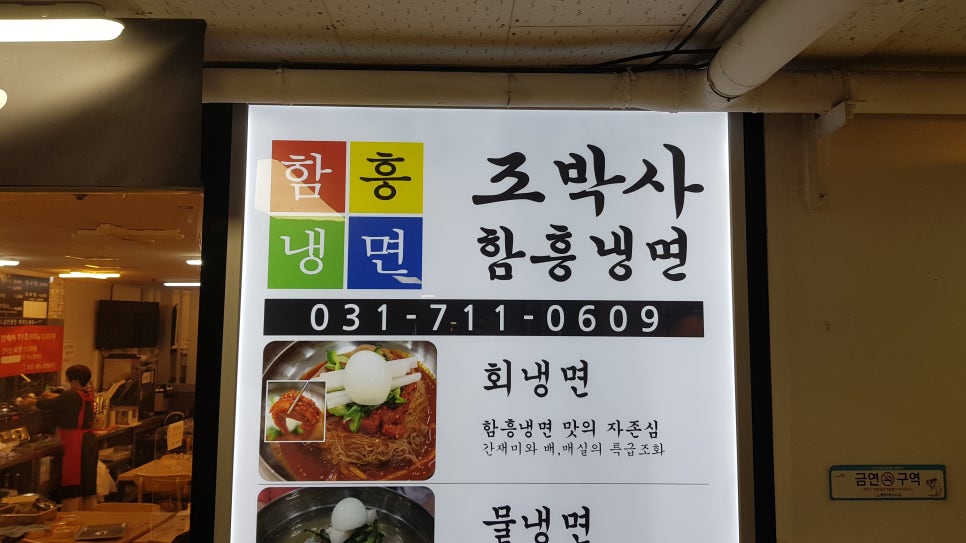 함흥
냉면
조박사
함흥냉면
031-711-0609
회냉면
함흥냉면 맛의 자존심
간재미와 배,매실의 특급조화
물냉면
금연 구역